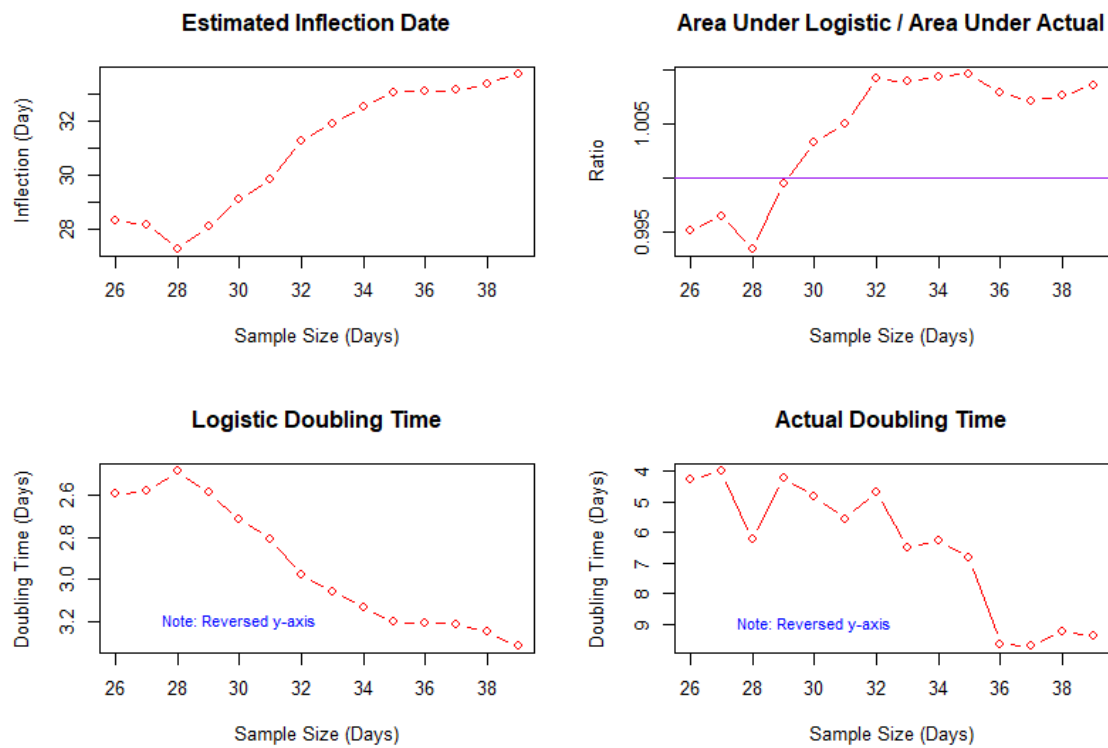 Estimated Inflection Date
Inflection (Day)
32
30
28
26 28 30 32 34 36 38
Sample Size (Days)
Area Under Logistic / Area Under Actual
Ratio
1.005
0.995
26 28 30 32 34 36 38
Sample Size (Days)
Logistic Doubling Time
Doubling Time (Days)
2.6
2.8
3.0
3.2
Note: Reversed y-axis
26 28 30 32 34 36 38
Sample Size (Days)
Actual Doubling Time
Doubling Time (Days)
4
5
6
7
8
9
Note: Reversed y-axis
26 28 30 32 34 36 38
Sample Size (Days)